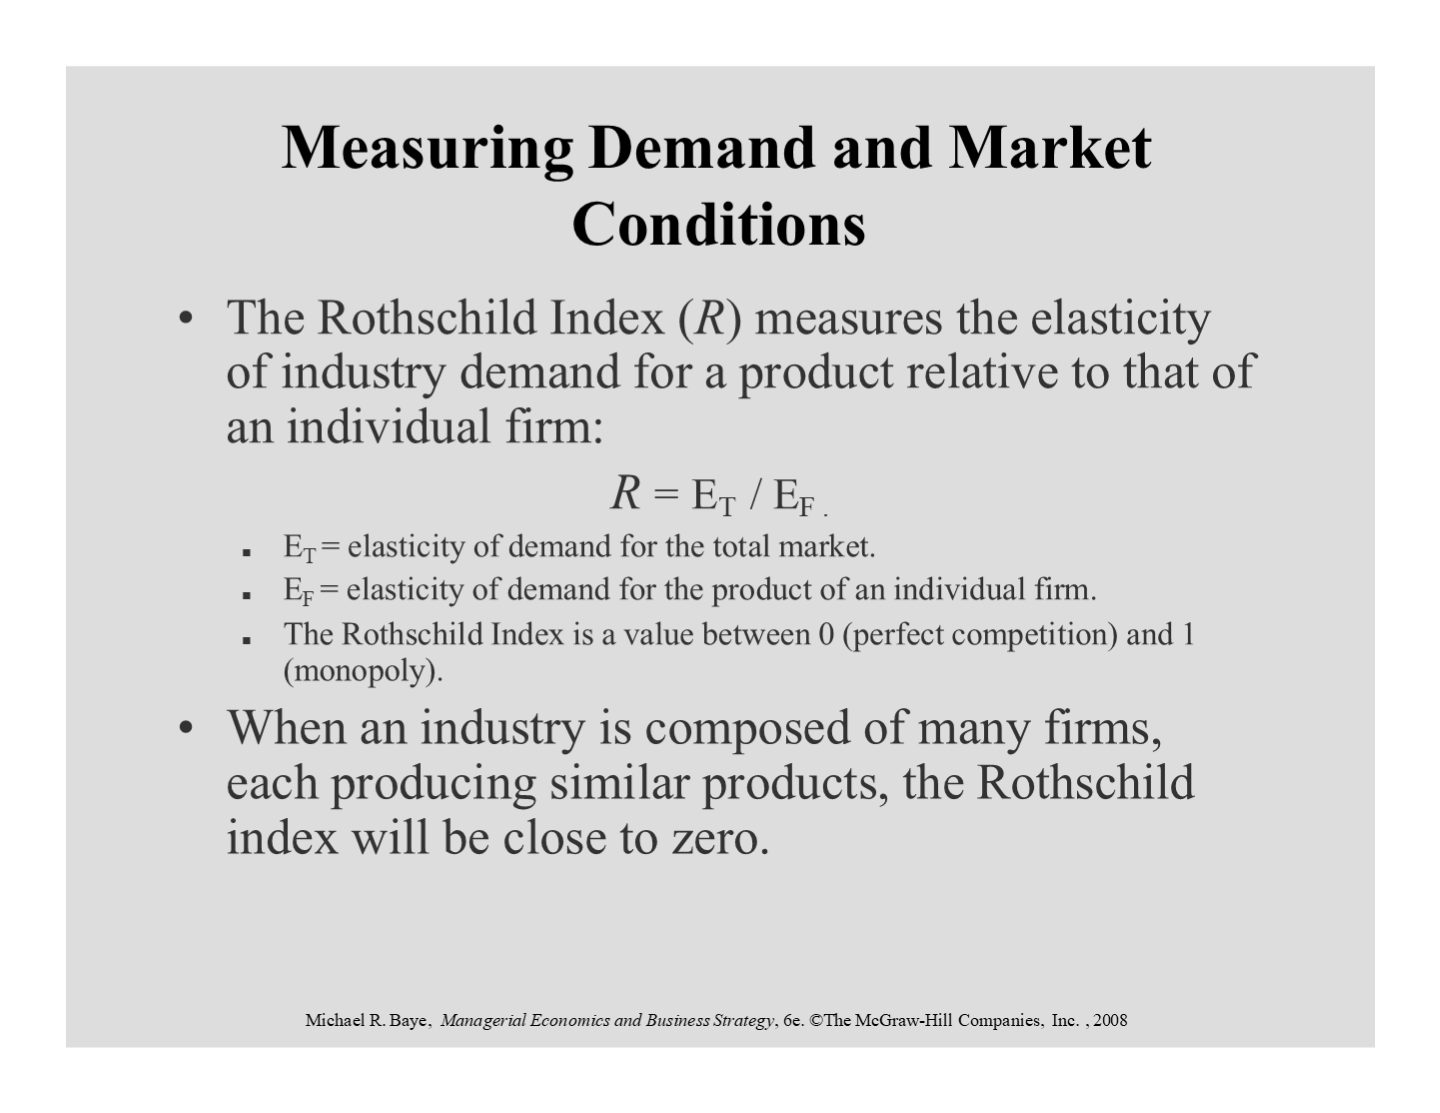 Measuring Demand and Market
Conditions
• The Rothschild Index (R) measures the elasticity
of industry demand for a product relative to that of
an individual firm:
R = E_T / E_F .
▪ E_T = elasticity of demand for the total market.
▪ E_F = elasticity of demand for the product of an individual firm.
▪ The Rothschild Index is a value between 0 (perfect competition) and 1
(monopoly).
• When an industry is composed of many firms,
each producing similar products, the Rothschild
index will be close to zero.
Michael R. Baye, Managerial Economics and Business Strategy, 6e. ©The McGraw-Hill Companies, Inc. , 2008